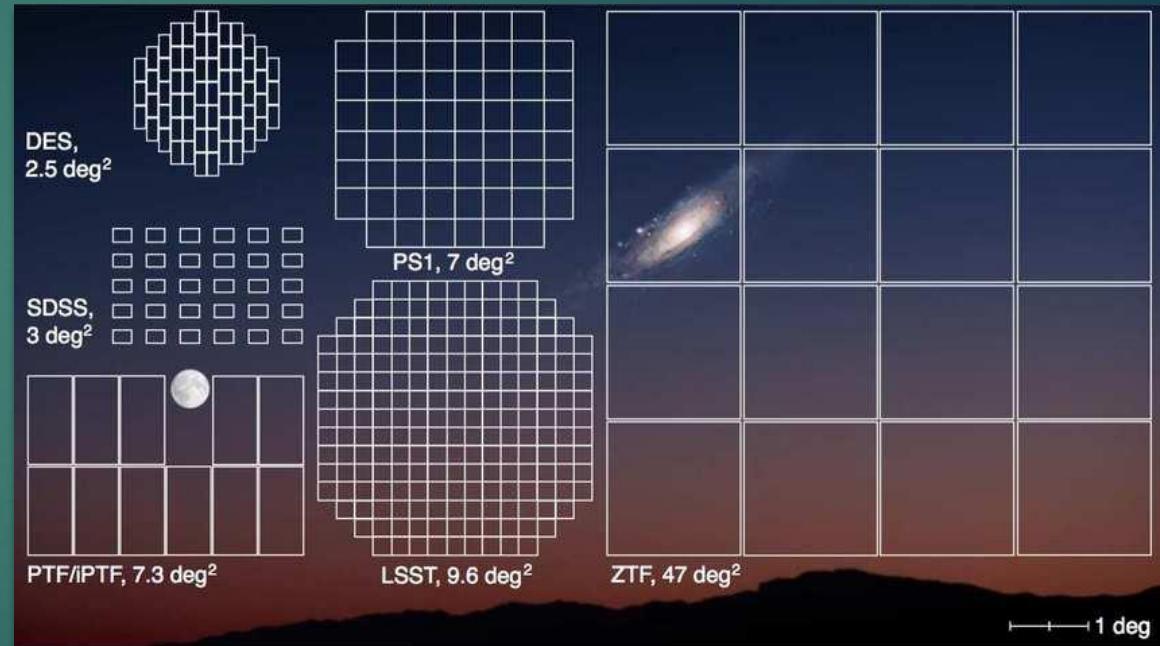 DES,
2.5 deg²
PS1, 7 deg²
SDSS,
3 deg²
PTF/iPTF, 7.3 deg²
LSST, 9.6 deg²
ZTF, 47 deg²
1 deg